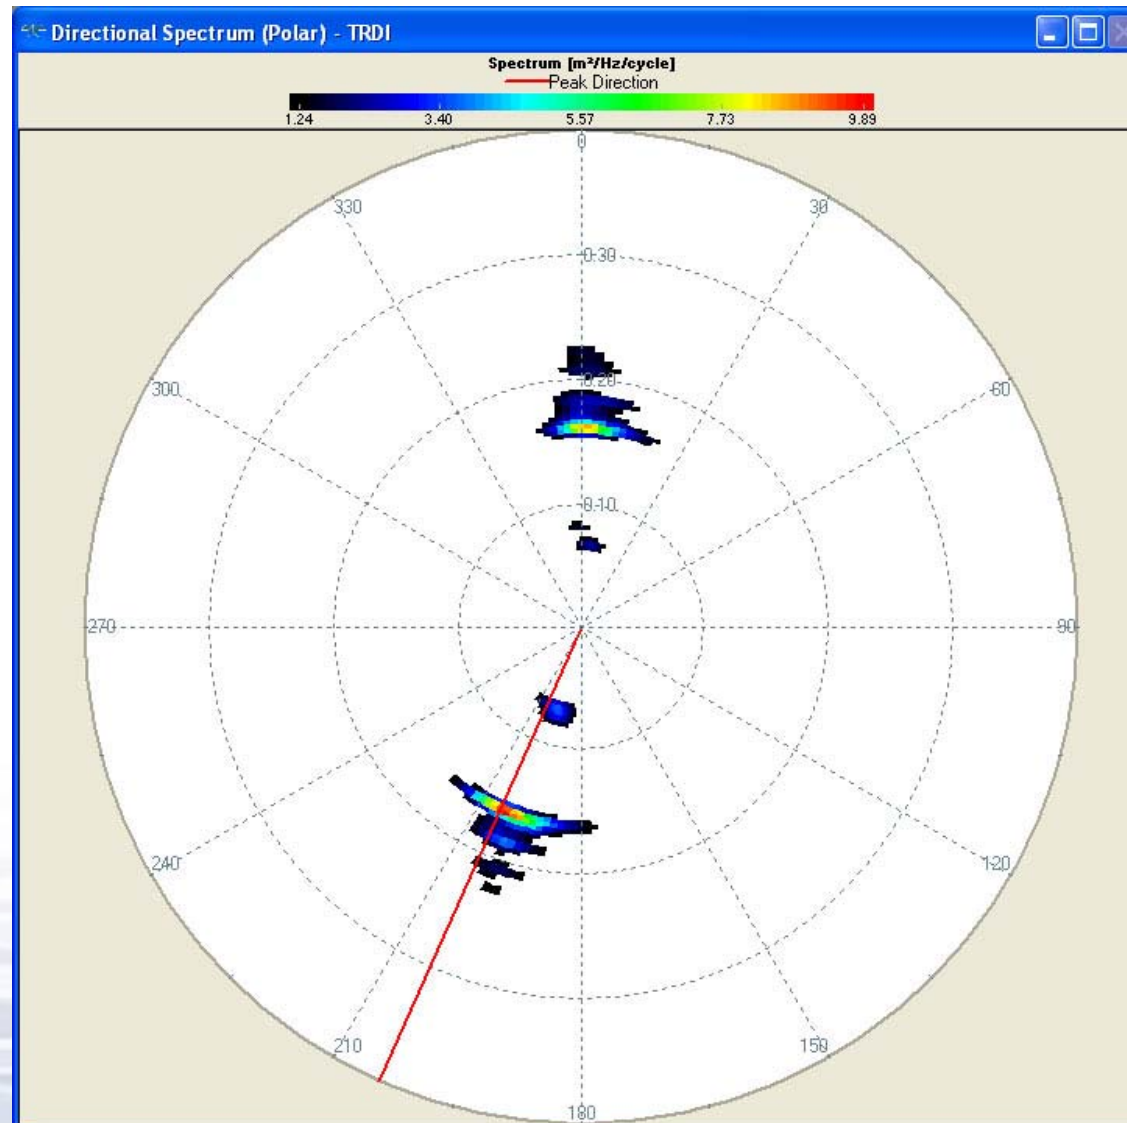 Directional Spectrum (Polar) - TRDI
Spectrum [m²/Hz/cycle]
Peak Direction
1.24 3.40 5.57 7.73 9.89
0
330 30
0.30
300 0.20 60
0.10
270 90
240 120
210 150
180